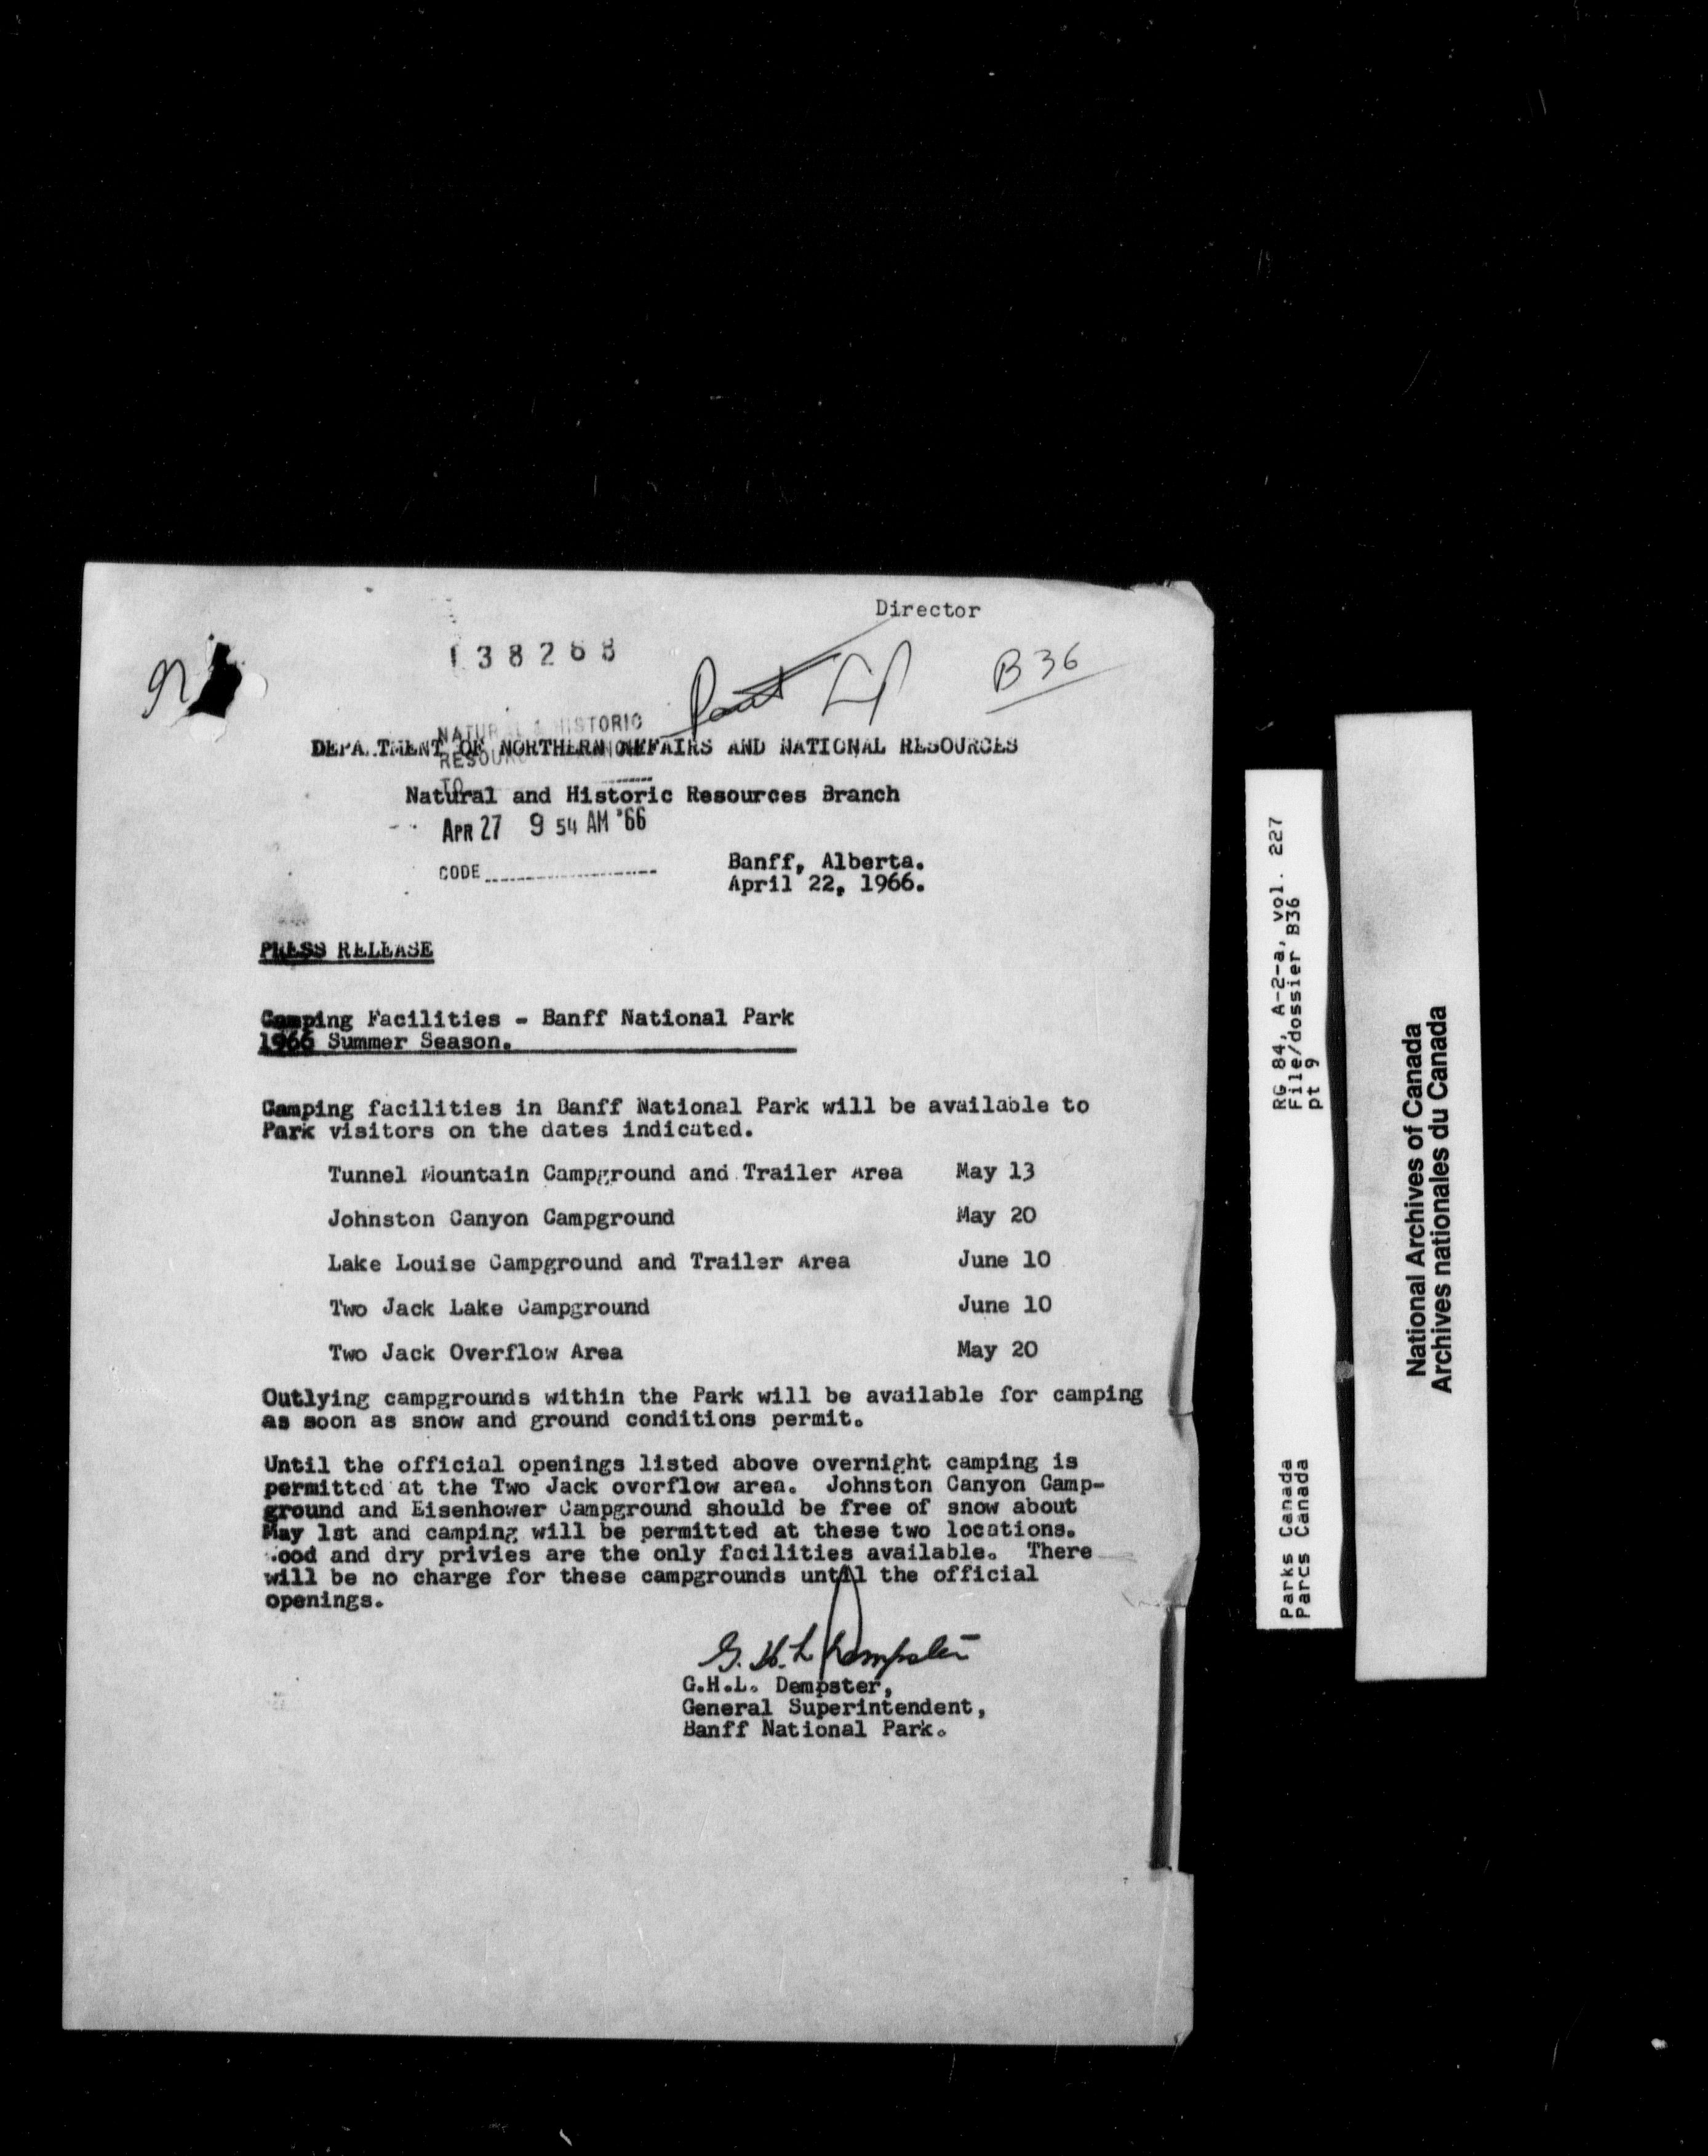 Director
138268
B36
NATURAL & HISTORIC
DEPARTMENT OF NORTHERN AFFAIRS AND NATIONAL RESOURCES
TO
Natural and Historic Resources Branch
APR 27 9 54 AM '66
CODE
Banff, Alberta.
April 22, 1966.
PRESS RELEASE
Camping Facilities - Banff National Park
1966 Summer Season.
Camping facilities in Banff National Park will be available to
Park visitors on the dates indicated.
Tunnel Mountain Campground and Trailer Area May 13
Johnston Canyon Campground May 20
Lake Louise Campground and Trailer Area June 10
Two Jack Lake Campground June 10
Two Jack Overflow Area May 20
Outlying campgrounds within the Park will be available for camping
as soon as snow and ground conditions permit.
Until the official openings listed above overnight camping is
permitted at the Two Jack overflow area. Johnston Canyon Camp-
ground and Eisenhower Campground should be free of snow about
May 1st and camping will be permitted at these two locations.
Wood and dry privies are the only facilities available. There
will be no charge for these campgrounds until the official
openings.
G.H.L. Dempster
G.H.L. Dempster,
General Superintendent,
Banff National Park.
RG 84, A-2-a, vol. 227
File/dossier B36
pt 9
Parks Canada
Parcs Canada
National Archives of Canada
Archives nationales du Canada